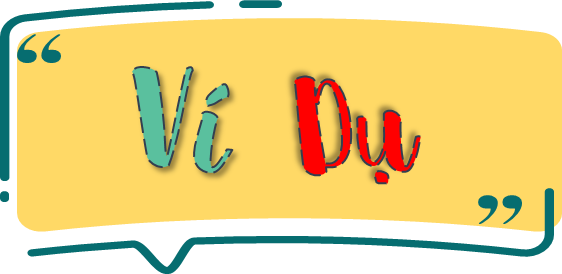 “ Ví Dụ ”